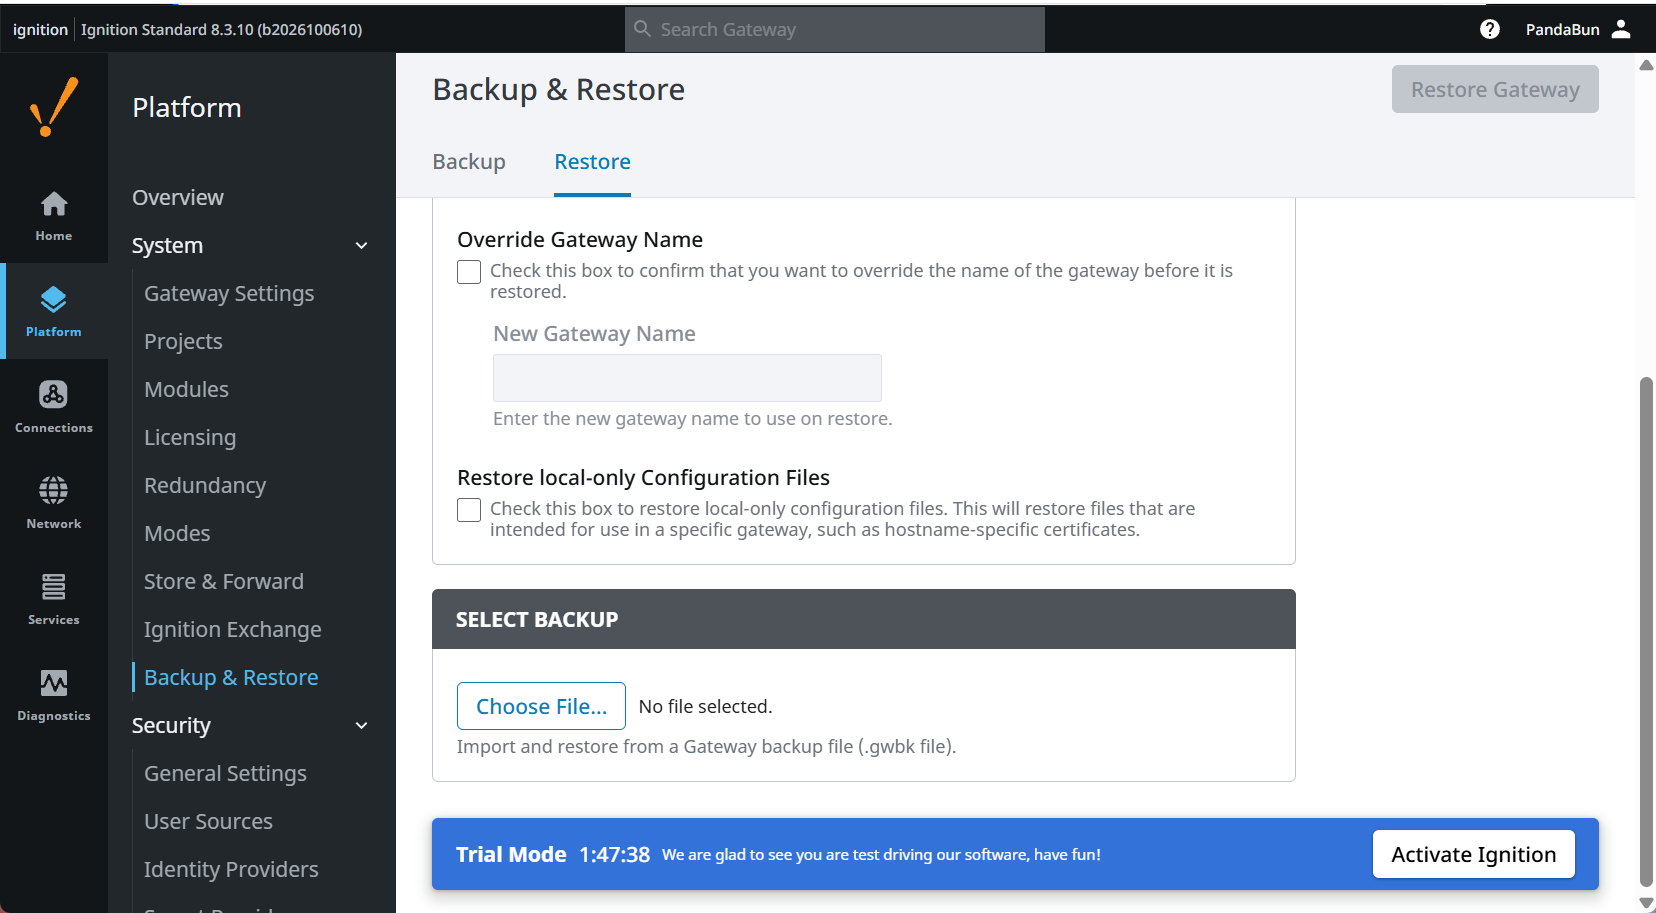 ignition
Ignition Standard 8.3.10 (b2026100610)
Search Gateway
PandaBun
Home
Platform
Connections
Network
Services
Diagnostics
Platform
Overview
System
Gateway Settings
Projects
Modules
Licensing
Redundancy
Modes
Store & Forward
Ignition Exchange
Backup & Restore
Security
General Settings
User Sources
Identity Providers
Backup & Restore
Restore Gateway
Backup
Restore
Override Gateway Name
Check this box to confirm that you want to override the name of the gateway before it is
restored.
New Gateway Name
Enter the new gateway name to use on restore.
Restore local-only Configuration Files
Check this box to restore local-only configuration files. This will restore files that are
intended for use in a specific gateway, such as hostname-specific certificates.
SELECT BACKUP
Choose File...
No file selected.
Import and restore from a Gateway backup file (.gwbk file).
Trial Mode 1:47:38 We are glad to see you are test driving our software, have fun!
Activate Ignition